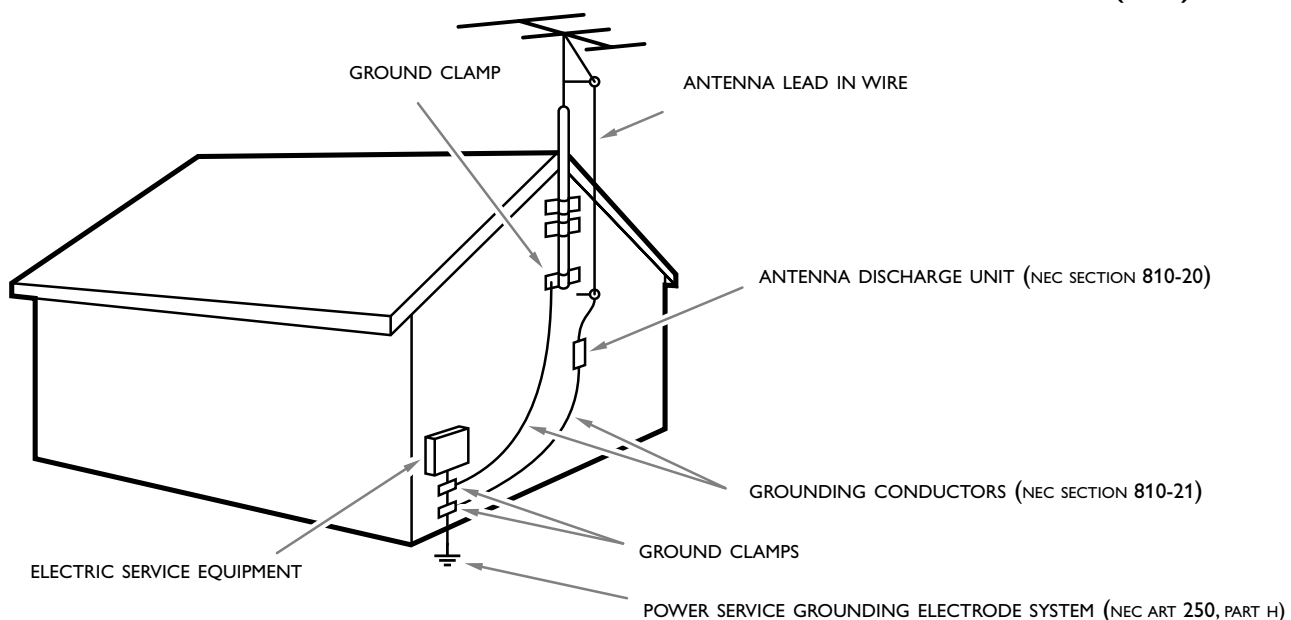 GROUND CLAMP
ANTENNA LEAD IN WIRE
ANTENNA DISCHARGE UNIT (NEC SECTION 810-20)
GROUNDING CONDUCTORS (NEC SECTION 810-21)
GROUND CLAMPS
ELECTRIC SERVICE EQUIPMENT
POWER SERVICE GROUNDING ELECTRODE SYSTEM (NEC ART 250, PART H)